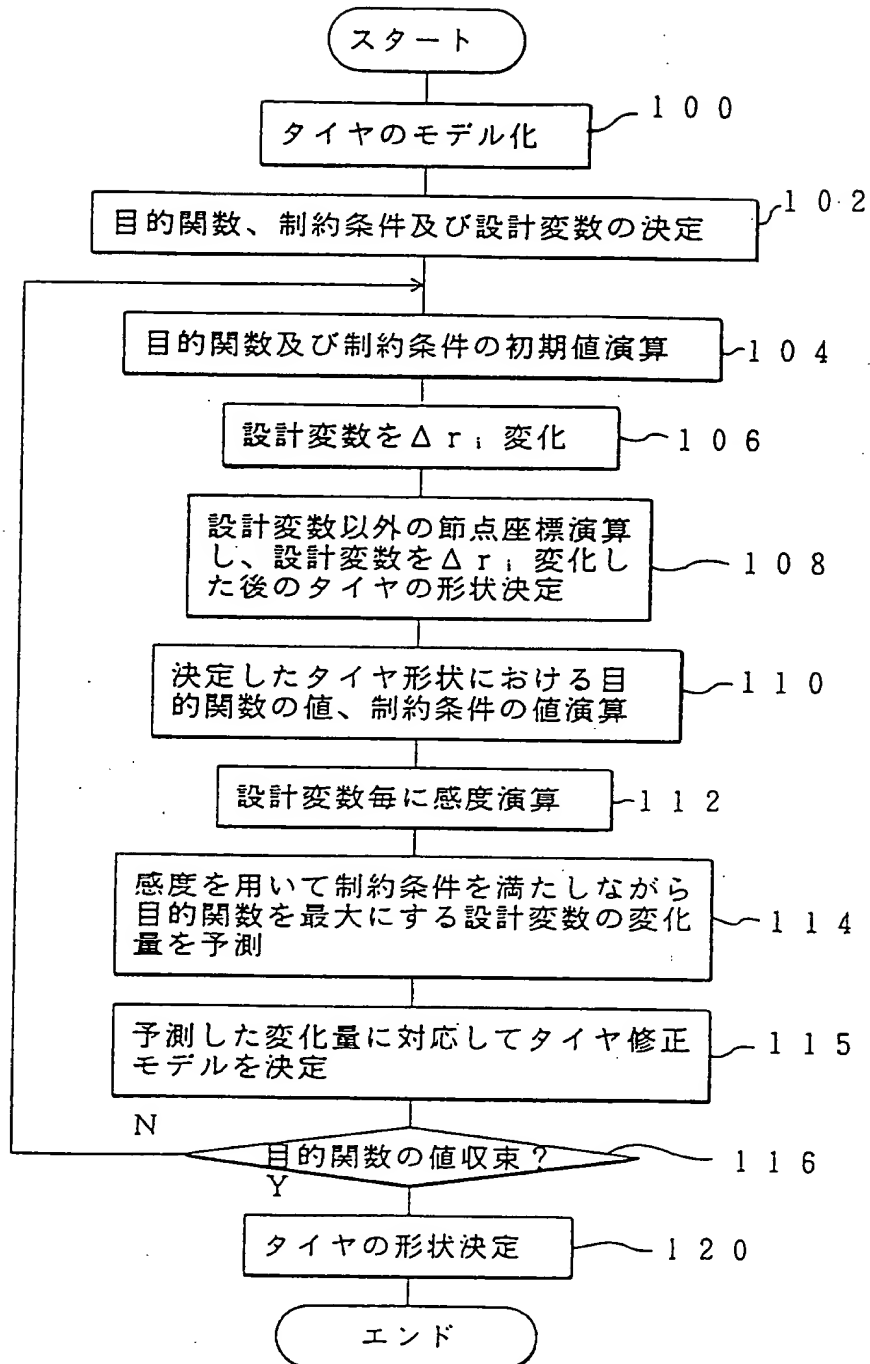 スタート
タイヤのモデル化
100
目的関数、制約条件及び設計変数の決定
102
目的関数及び制約条件の初期値演算
104
設計変数をΔri変化
106
設計変数以外の節点座標演算
し、設計変数をΔri変化し
た後のタイヤの形状決定
108
決定したタイヤ形状における目
的関数の値、制約条件の値演算
110
設計変数毎に感度演算
112
感度を用いて制約条件を満たしながら
目的関数を最大にする設計変数の変化
量を予測
114
予測した変化量に対応してタイヤ修正
モデルを決定
115
N
目的関数の値収束？
116
Y
タイヤの形状決定
120
エンド